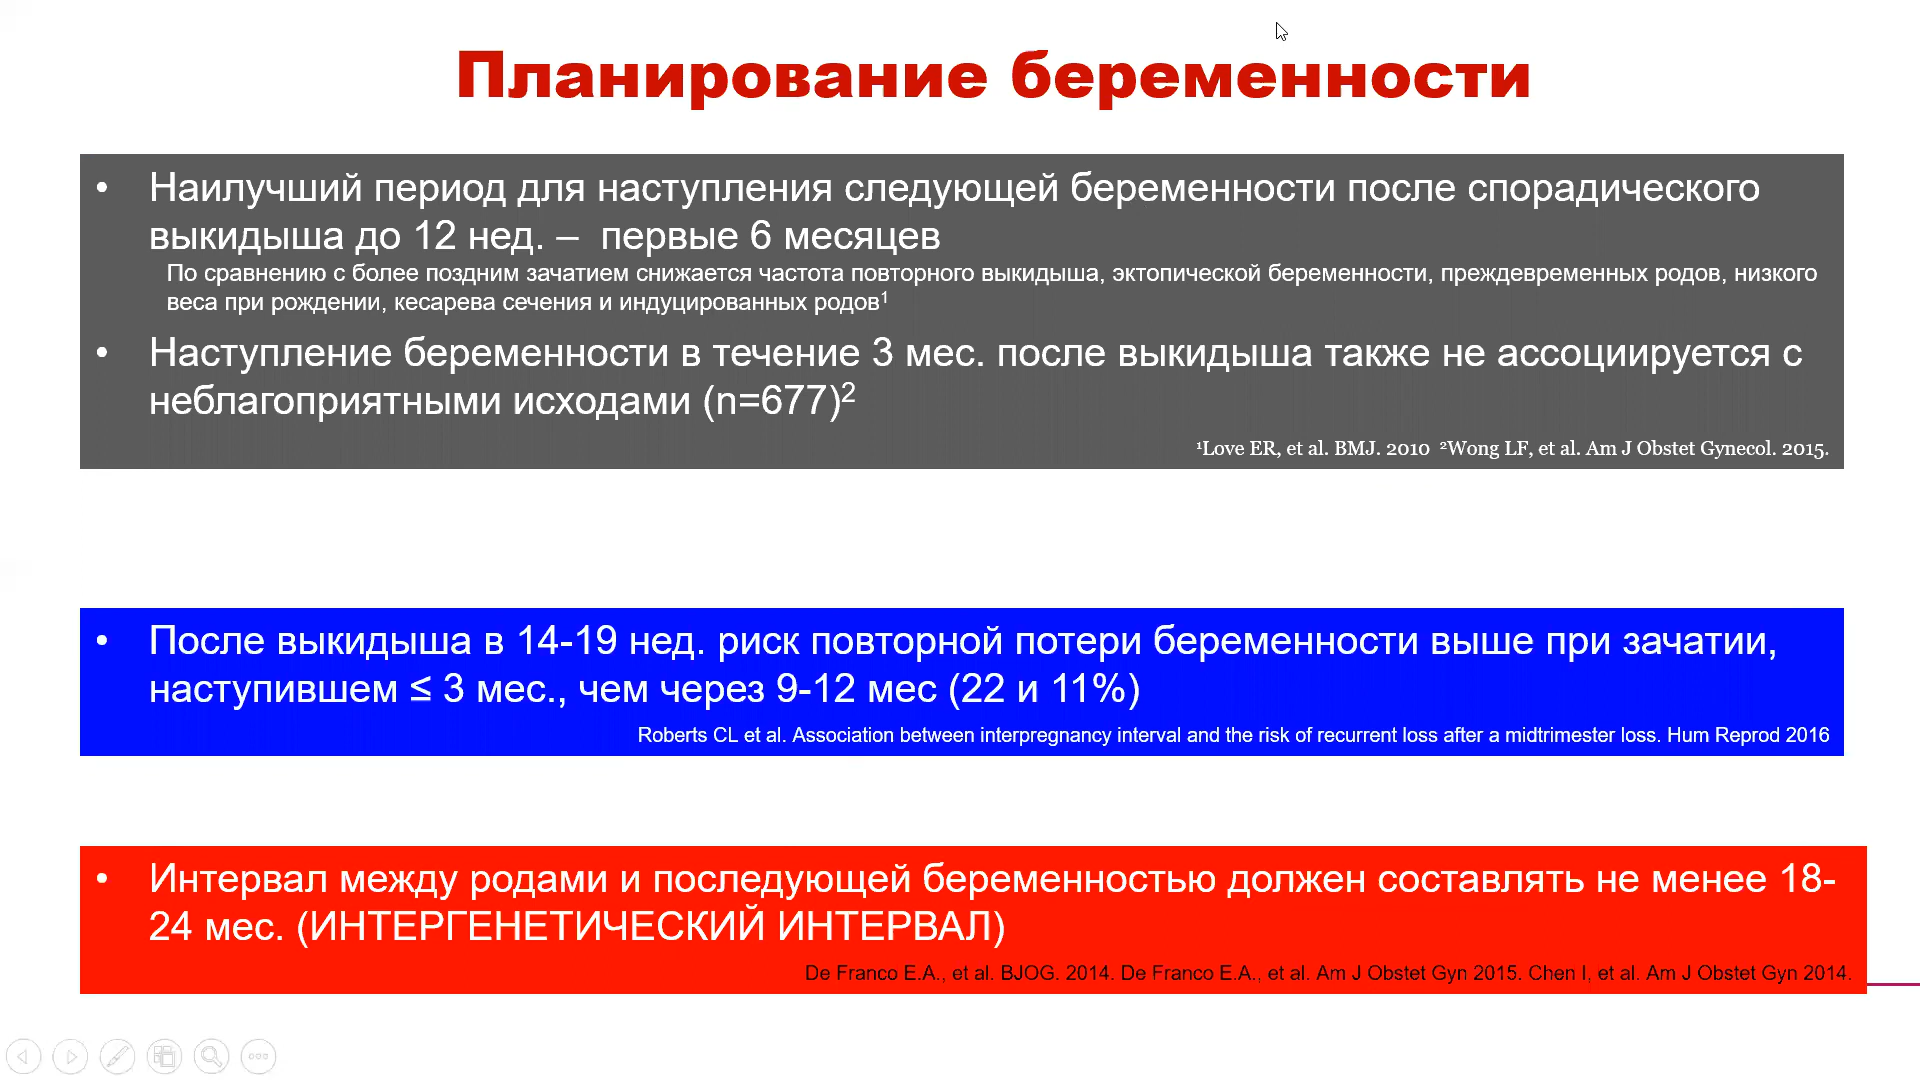 Планирование беременности
• Наилучший период для наступления следующей беременности после спорадического
выкидыша до 12 нед. – первые 6 месяцев
По сравнению с более поздним зачатием снижается частота повторного выкидыша, эктопической беременности, преждевременных родов, низкого
веса при рождении, кесарева сечения и индуцированных родов¹
• Наступление беременности в течение 3 мес. после выкидыша также не ассоциируется с
неблагоприятными исходами (n=677)²
¹Love ER, et al. BMJ. 2010 ²Wong LF, et al. Am J Obstet Gynecol. 2015.
• После выкидыша в 14-19 нед. риск повторной потери беременности выше при зачатии,
наступившем ≤ 3 мес., чем через 9-12 мес (22 и 11%)
Roberts CL et al. Association between interpregnancy interval and the risk of recurrent loss after a midtrimester loss. Hum Reprod 2016
• Интервал между родами и последующей беременностью должен составлять не менее 18-
24 мес. (ИНТЕРГЕНЕТИЧЕСКИЙ ИНТЕРВАЛ)
De Franco E.A., et al. BJOG. 2014. De Franco E.A., et al. Am J Obstet Gyn 2015. Chen I, et al. Am J Obstet Gyn 2014.